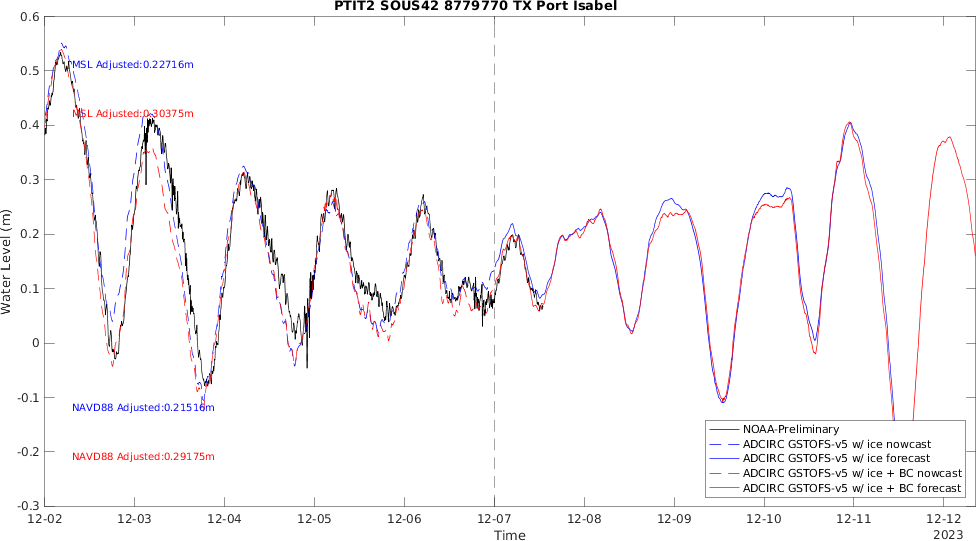 PTIT2 SOUS42 8779770 TX Port Isabel
0.6
0.5
0.4
0.3
0.2
0.1
0
-0.1
-0.2
-0.3
Water Level (m)
MSL Adjusted:0.22716m
MSL Adjusted:0.30375m
NAVD88 Adjusted:0.21516m
NAVD88 Adjusted:0.29175m
NOAA-Preliminary
ADCIRC GSTOFS-v5 w/ ice nowcast
ADCIRC GSTOFS-v5 w/ ice forecast
ADCIRC GSTOFS-v5 w/ ice + BC nowcast
ADCIRC GSTOFS-v5 w/ ice + BC forecast
12-02 12-03 12-04 12-05 12-06 12-07 12-08 12-09 12-10 12-11 12-12
2023
Time